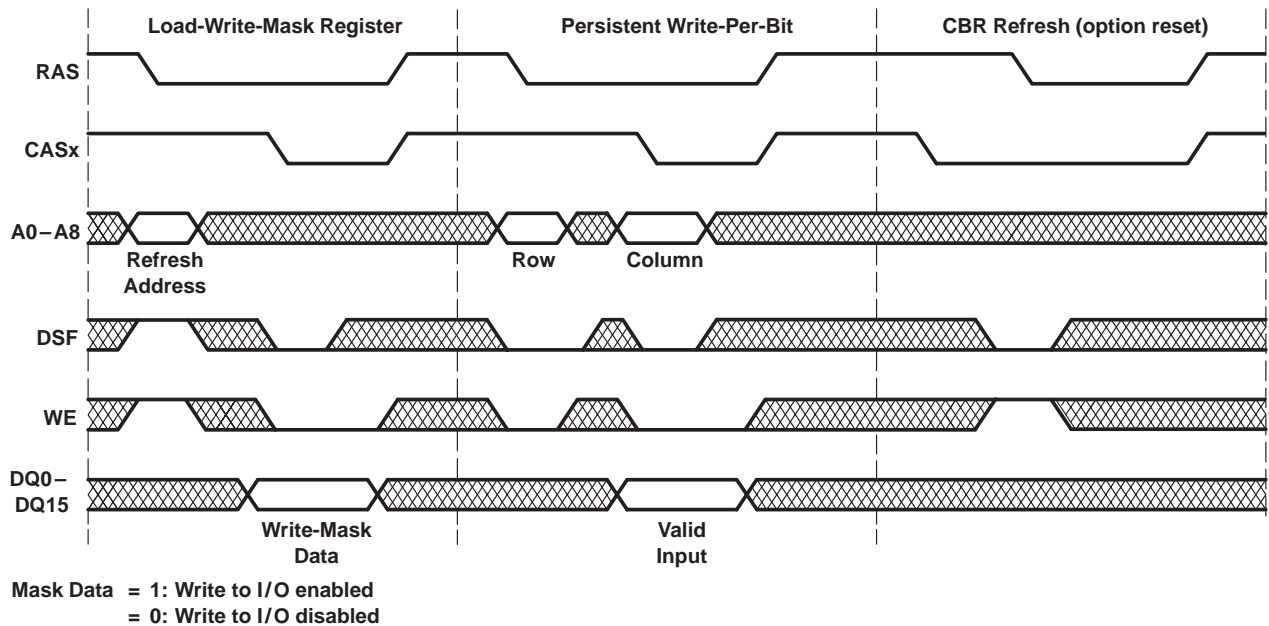 Load-Write-Mask Register
Persistent Write-Per-Bit
CBR Refresh (option reset)
RAS
CASx
A0–A8
Refresh
Address
Row
Column
DSF
WE
DQ0–
DQ15
Write-Mask
Data
Valid
Input
Mask Data = 1: Write to I/O enabled
= 0: Write to I/O disabled